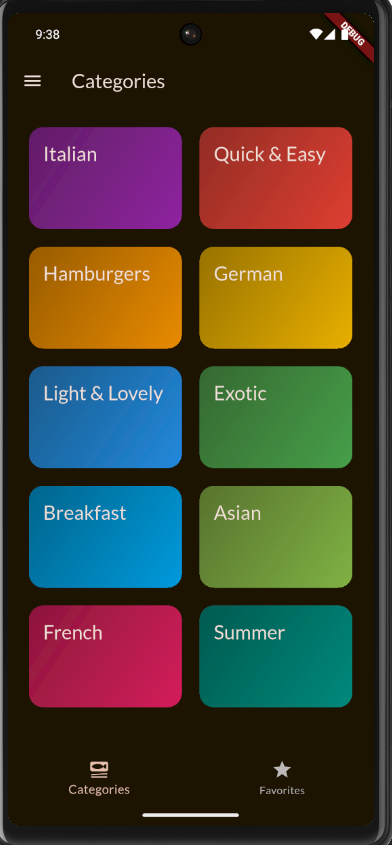 9:38
DEBUG
Categories
Italian
Quick & Easy
Hamburgers
German
Light & Lovely
Exotic
Breakfast
Asian
French
Summer
Categories
Favorites